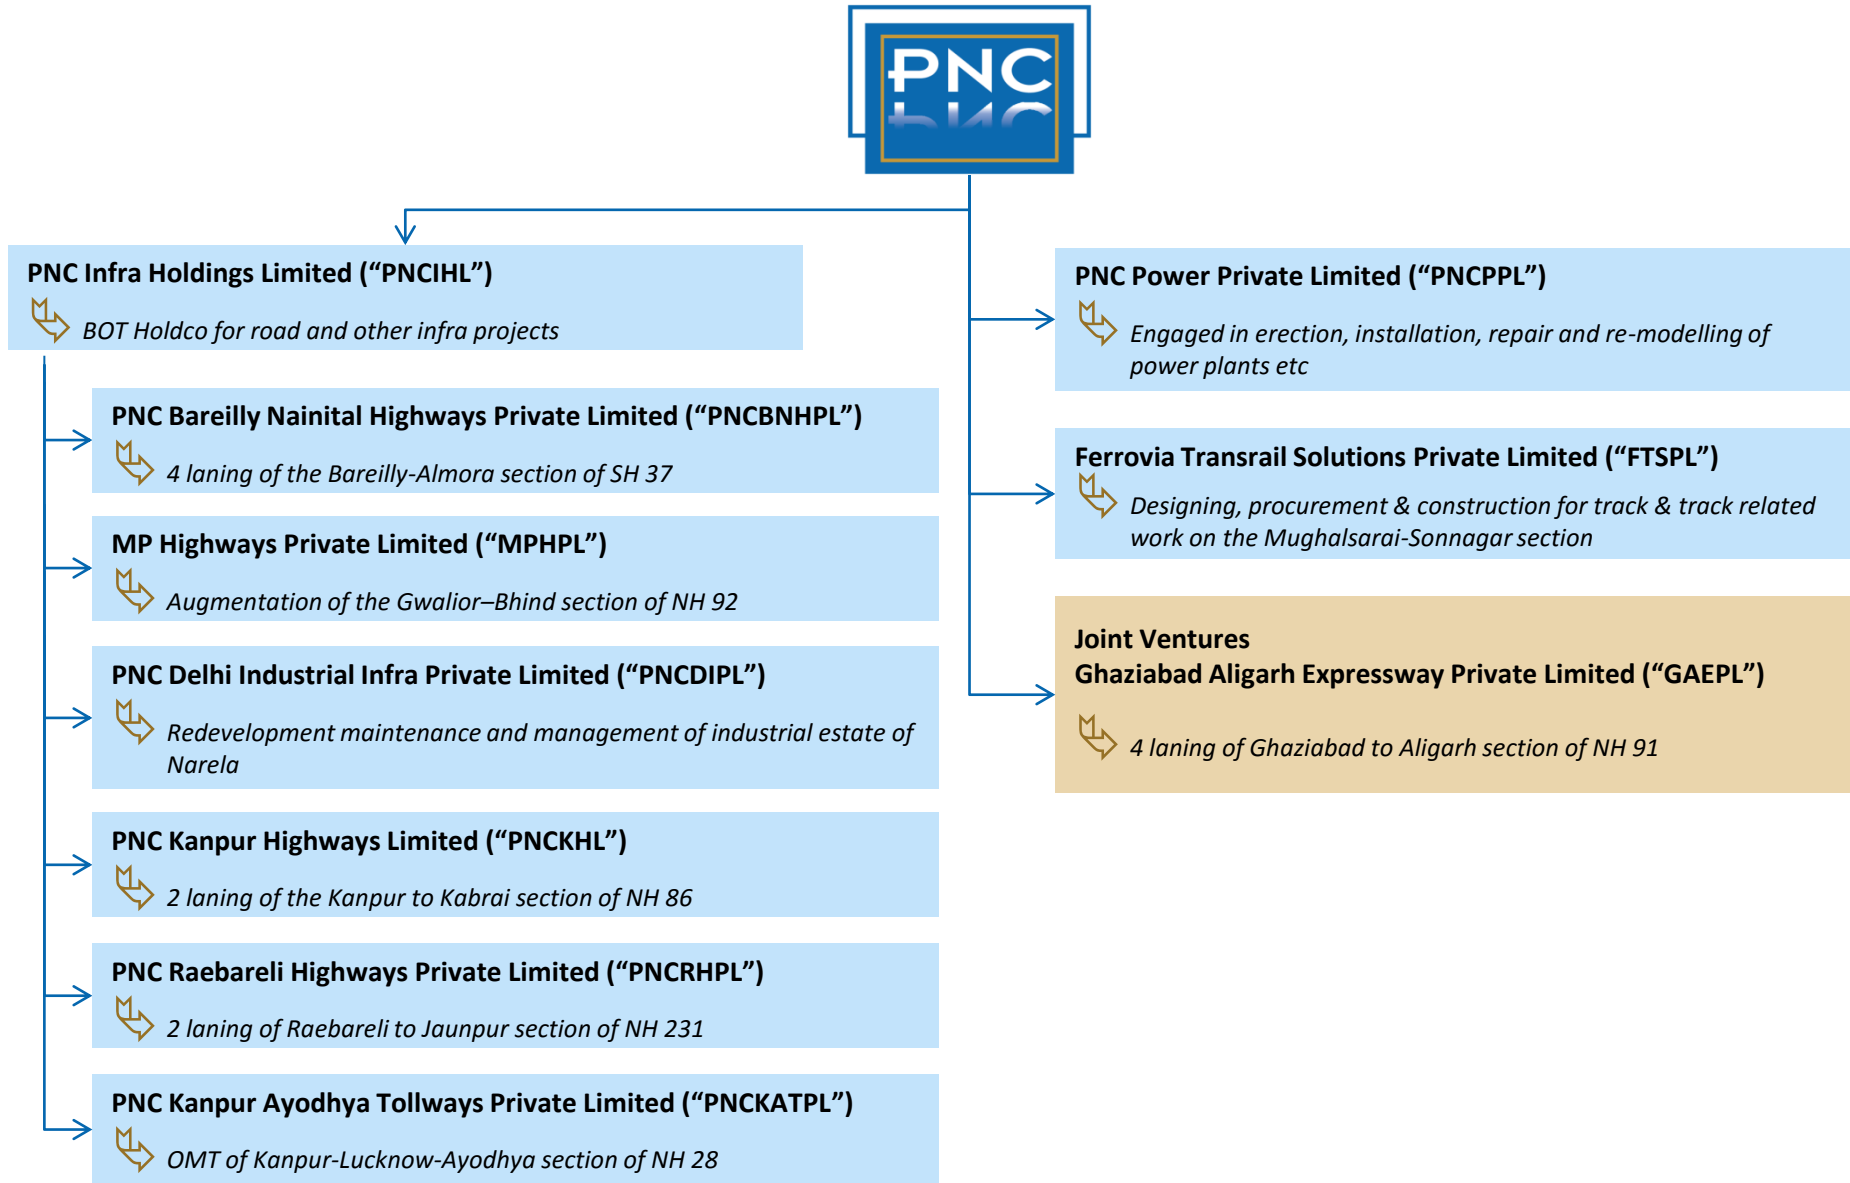 PNC
PNC Infra Holdings Limited (“PNCIHL”)
BOT Holdco for road and other infra projects
PNC Bareilly Nainital Highways Private Limited (“PNCBNHPL”)
4 laning of the Bareilly-Almora section of SH 37
MP Highways Private Limited (“MPHPL”)
Augmentation of the Gwalior–Bhind section of NH 92
PNC Delhi Industrial Infra Private Limited (“PNCDIPL”)
Redevelopment maintenance and management of industrial estate of
Narela
PNC Kanpur Highways Limited (“PNCKHL”)
2 laning of the Kanpur to Kabrai section of NH 86
PNC Raebareli Highways Private Limited (“PNCRHPL”)
2 laning of Raebareli to Jaunpur section of NH 231
PNC Kanpur Ayodhya Tollways Private Limited (“PNCKATPL”)
OMT of Kanpur-Lucknow-Ayodhya section of NH 28
PNC Power Private Limited (“PNCPPL”)
Engaged in erection, installation, repair and re-modelling of
power plants etc
Ferrovia Transrail Solutions Private Limited (“FTSPL”)
Designing, procurement & construction for track & track related
work on the Mughalsarai-Sonnagar section
Joint Ventures
Ghaziabad Aligarh Expressway Private Limited (“GAEPL”)
4 laning of Ghaziabad to Aligarh section of NH 91